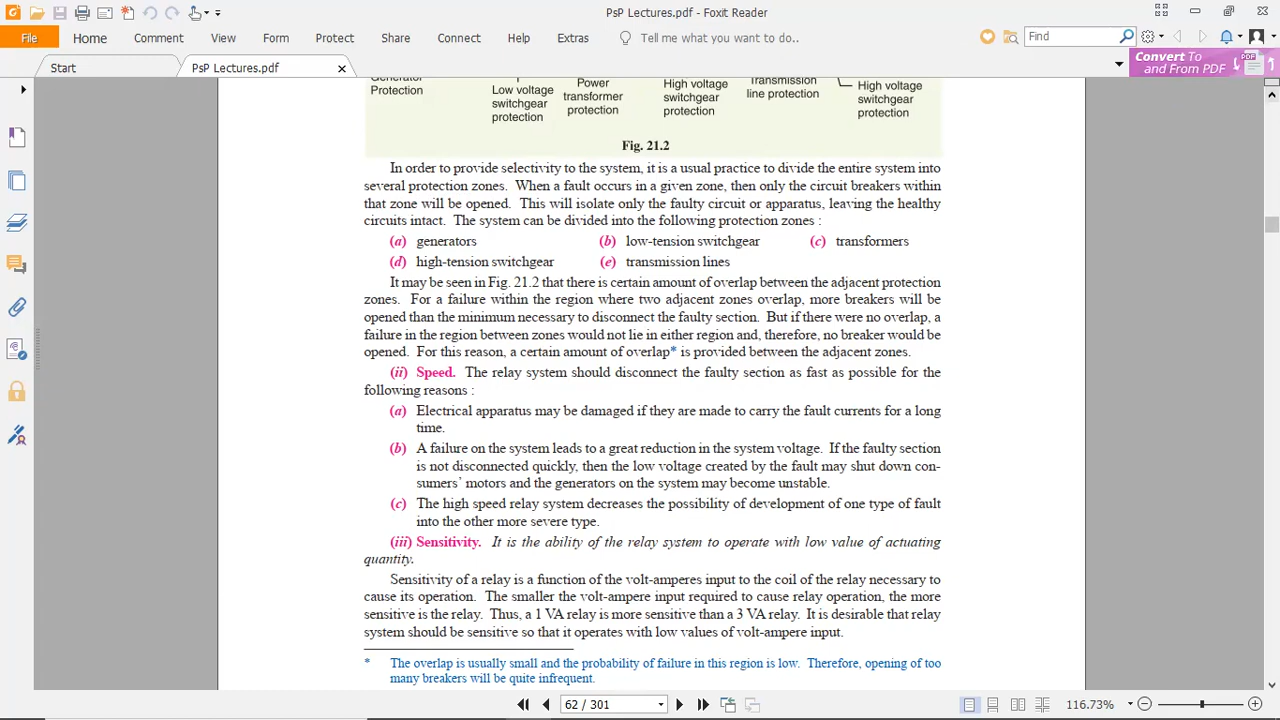 PsP Lectures.pdf - Foxit Reader
File Home Comment View Form Protect Share Connect Help Extras Tell me what you want to do.. Find
Start PsP Lectures.pdf Convert To
and From PDF
Generator
Protection
Low voltage
switchgear
protection
Power
transformer
protection
High voltage
switchgear
protection
Transmission
line protection
High voltage
switchgear
protection
Fig. 21.2
In order to provide selectivity to the system, it is a usual practice to divide the entire system into
several protection zones. When a fault occurs in a given zone, then only the circuit breakers within
that zone will be opened. This will isolate only the faulty circuit or apparatus, leaving the healthy
circuits intact. The system can be divided into the following protection zones :
(a) generators (b) low-tension switchgear (c) transformers
(d) high-tension switchgear (e) transmission lines
It may be seen in Fig. 21.2 that there is certain amount of overlap between the adjacent protection
zones. For a failure within the region where two adjacent zones overlap, more breakers will be
opened than the minimum necessary to disconnect the faulty section. But if there were no overlap, a
failure in the region between zones would not lie in either region and, therefore, no breaker would be
opened. For this reason, a certain amount of overlap* is provided between the adjacent zones.
(ii) Speed. The relay system should disconnect the faulty section as fast as possible for the
following reasons :
(a) Electrical apparatus may be damaged if they are made to carry the fault currents for a long
time.
(b) A failure on the system leads to a great reduction in the system voltage. If the faulty section
is not disconnected quickly, then the low voltage created by the fault may shut down con-
sumers' motors and the generators on the system may become unstable.
(c) The high speed relay system decreases the possibility of development of one type of fault
into the other more severe type.
(iii) Sensitivity. It is the ability of the relay system to operate with low value of actuating
quantity.
Sensitivity of a relay is a function of the volt-amperes input to the coil of the relay necessary to
cause its operation. The smaller the volt-ampere input required to cause relay operation, the more
sensitive is the relay. Thus, a 1 VA relay is more sensitive than a 3 VA relay. It is desirable that relay
system should be sensitive so that it operates with low values of volt-ampere input.
* The overlap is usually small and the probability of failure in this region is low. Therefore, opening of too
many breakers will be quite infrequent.
62 / 301 116.73%